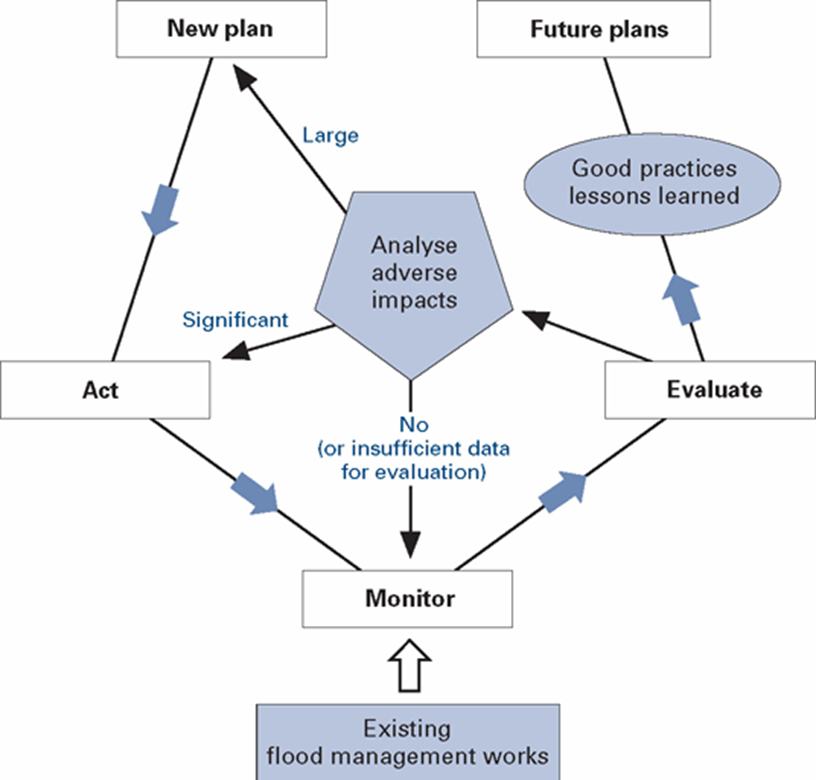 New plan
Future plans
Large
Good practices
lessons learned
Analyse
adverse
impacts
Significant
Act
Evaluate
No
(or insufficient data
for evaluation)
Monitor
Existing
flood management works